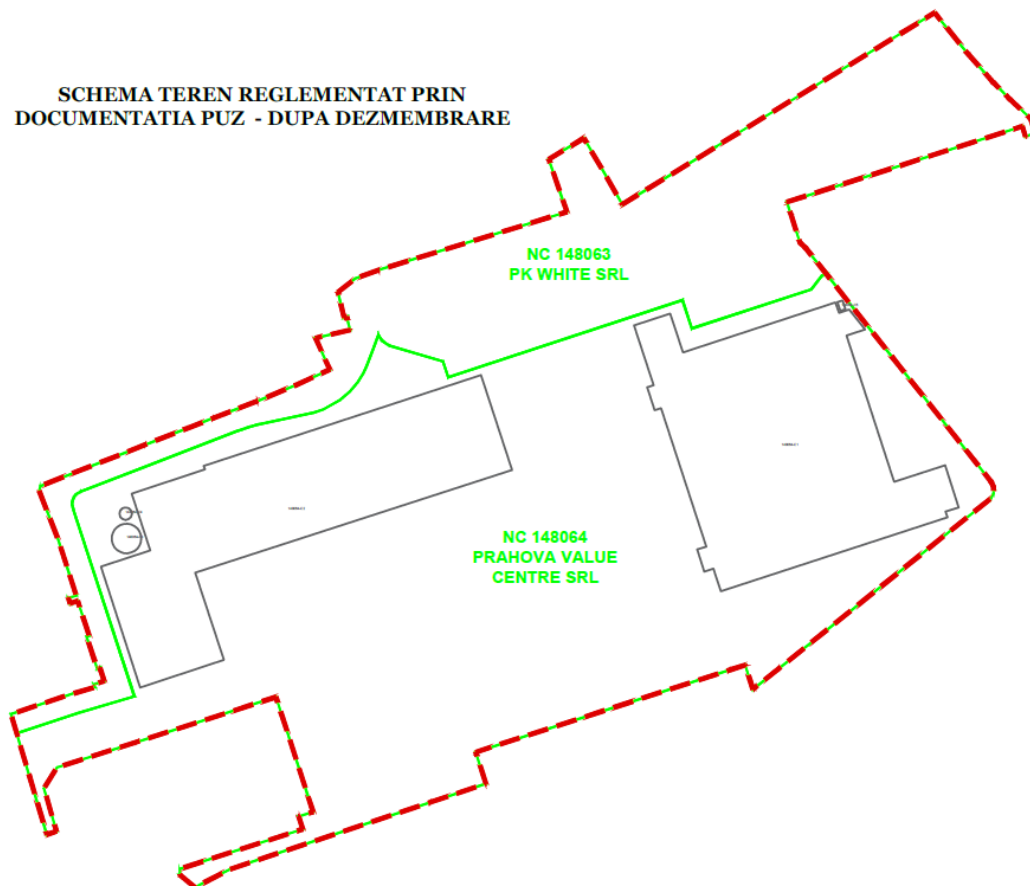 SCHEMA TEREN REGLEMENTAT PRIN
DOCUMENTATIA PUZ - DUPA DEZMEMBRARE
NC 148063
PK WHITE SRL
NC 148064
PRAHOVA VALUE
CENTRE SRL